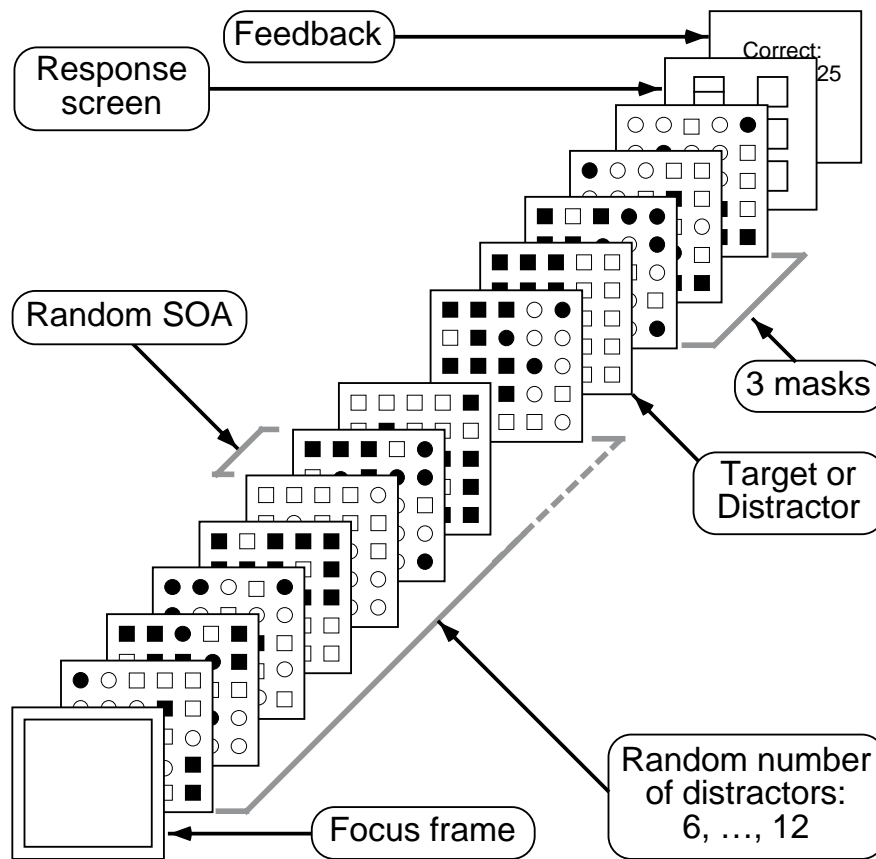 Feedback
Correct:
25
Response
screen
Random SOA
3 masks
Target or
Distractor
Random number
of distractors:
6, …, 12
Focus frame